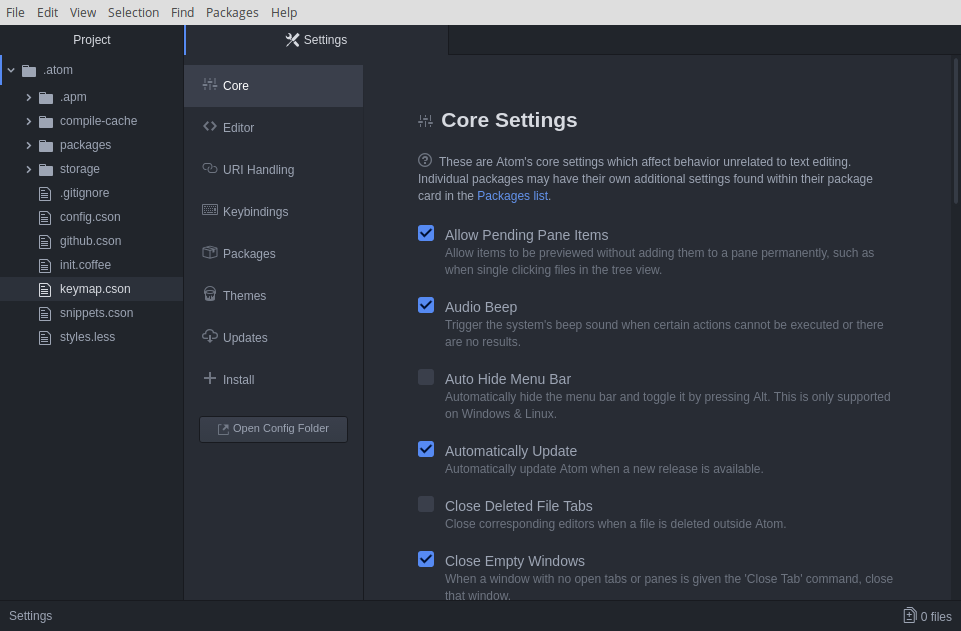 File Edit View Selection Find Packages Help
Project
Settings
.atom
.apm
compile-cache
packages
storage
.gitignore
config.cson
github.cson
init.coffee
keymap.cson
snippets.cson
styles.less
Core
Editor
URI Handling
Keybindings
Packages
Themes
Updates
Install
Open Config Folder
Core Settings
These are Atom's core settings which affect behavior unrelated to text editing.
Individual packages may have their own additional settings found within their package
card in the Packages list.
Allow Pending Pane Items
Allow items to be previewed without adding them to a pane permanently, such as
when single clicking files in the tree view.
Audio Beep
Trigger the system's beep sound when certain actions cannot be executed or there
are no results.
Auto Hide Menu Bar
Automatically hide the menu bar and toggle it by pressing Alt. This is only supported
on Windows & Linux.
Automatically Update
Automatically update Atom when a new release is available.
Close Deleted File Tabs
Close corresponding editors when a file is deleted outside Atom.
Close Empty Windows
When a window with no open tabs or panes is given the 'Close Tab' command, close
that window.
Settings
0 files